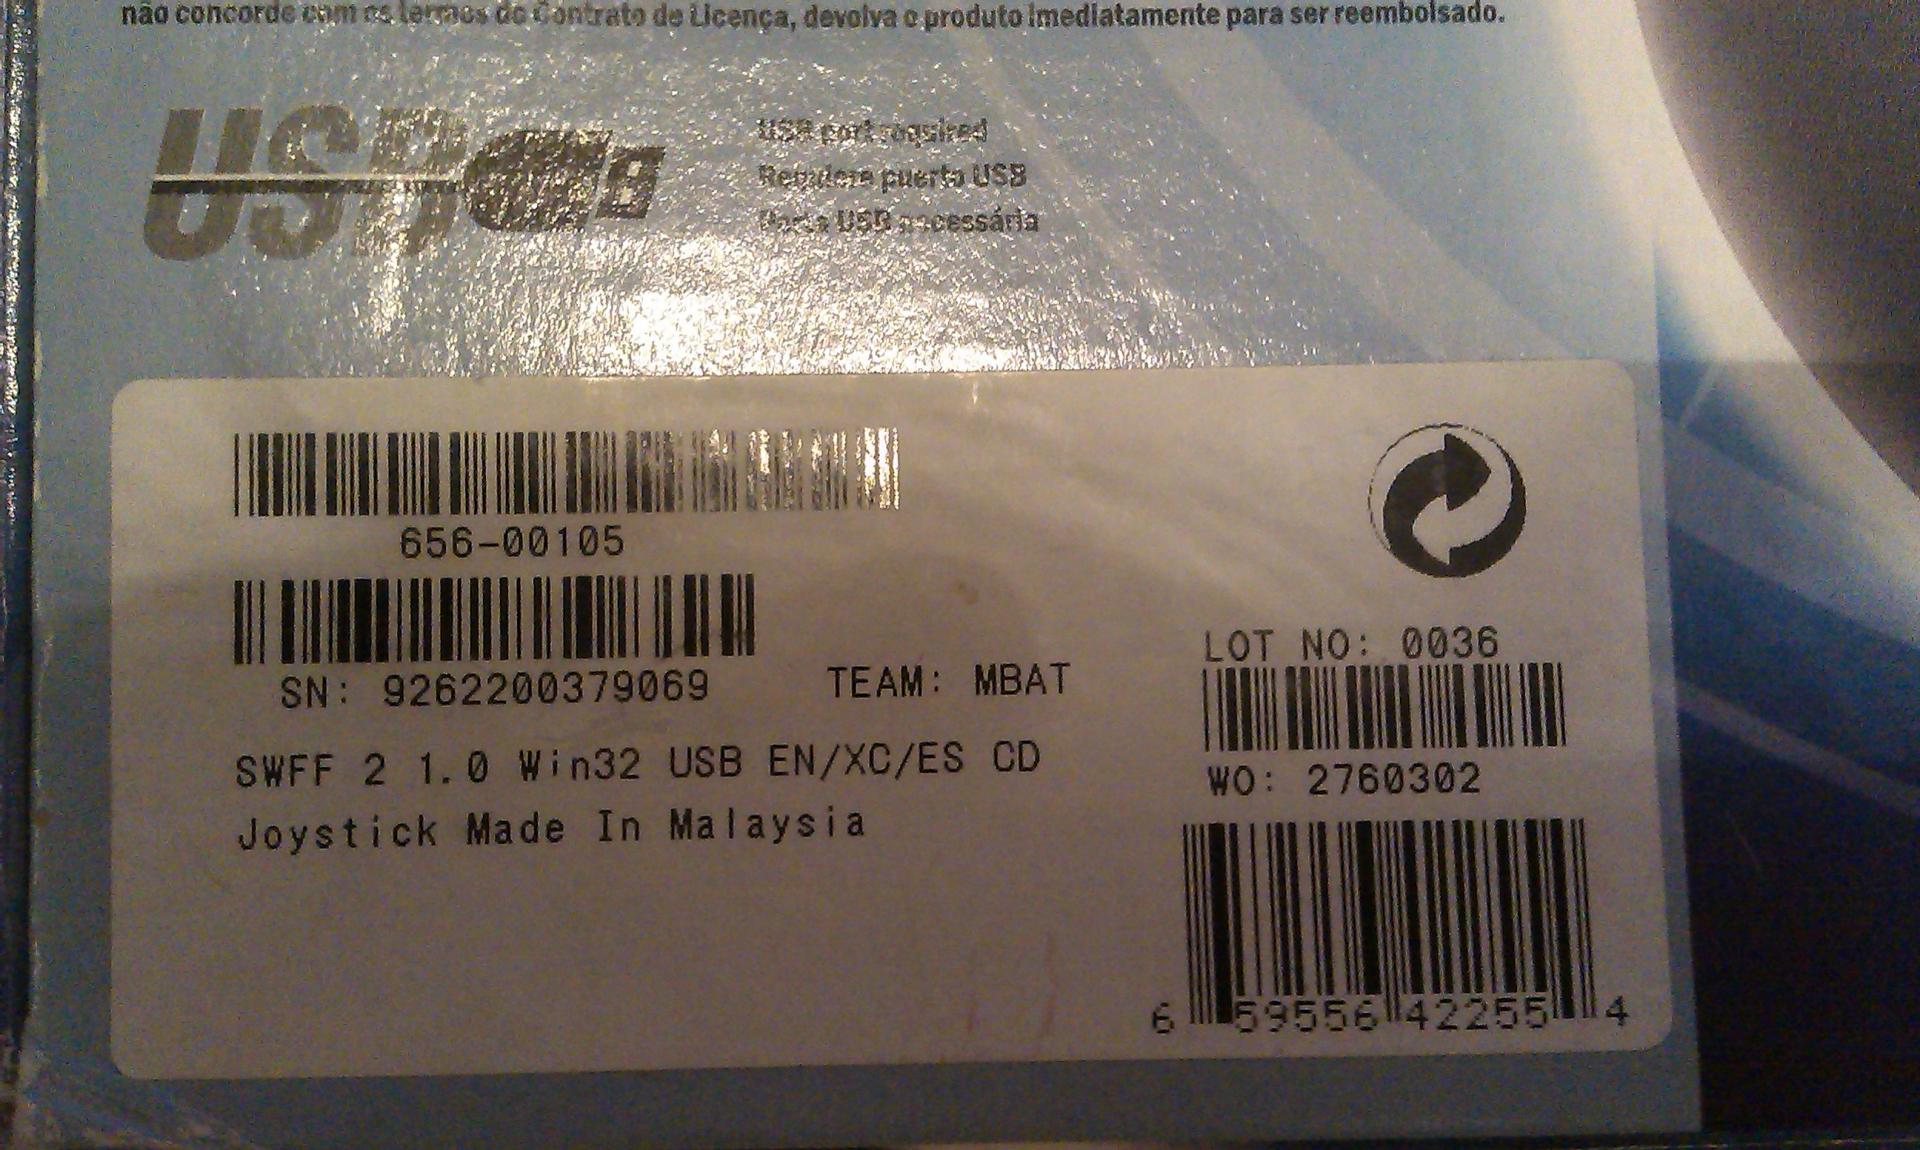 não concorde com os termos do Contrato de Licença, devolva o produto imediatamente para ser reembolsado.
USB
USB port required
Requiere puerto USB
Porta USB necessária
656-00105
SN: 9262200379069
TEAM: MBAT
SWFF 2 1.0 Win32 USB EN/XC/ES CD
Joystick Made In Malaysia
LOT NO: 0036
WO: 2760302
6 59556 42255 4